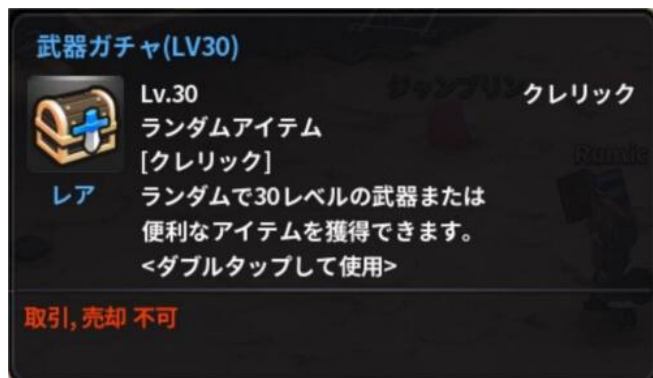 武器ガチャ(LV30)
Lv.30 クレリック
ランダムアイテム
[クレリック]
レア
ランダムで30レベルの武器または
便利なアイテムを獲得できます。
<ダブルタップして使用>
取引, 売却 不可